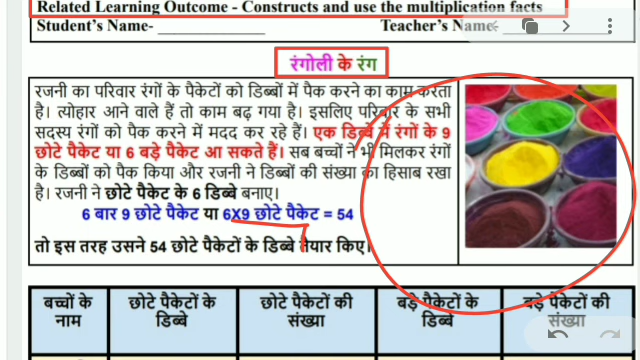 Related Learning Outcome - Constructs and use the multiplication facts
Student's Name- ____________ Teacher's Name- 
रंगोली के रंग
रजनी का परिवार रंगों के पैकेटों को डिब्बों में पैक करने का काम करता
है। त्योहार आने वाले हैं तो काम बढ़ गया है। इसलिए परिवार के सभी
सदस्य रंगों को पैक करने में मदद कर रहे हैं। एक डिब्बे में रंगों के 9
छोटे पैकेट या 6 बड़े पैकेट आ सकते हैं। सब बच्चों ने भी मिलकर रंगों
के डिब्बों को पैक किया और रजनी ने डिब्बों की संख्या का हिसाब रखा
है। रजनी ने छोटे पैकेट के 6 डिब्बे बनाए।
6 बार 9 छोटे पैकेट या 6X9 छोटे पैकेट = 54
तो इस तरह उसने 54 छोटे पैकेटों के डिब्बे तैयार किए।
बच्चों के नाम
छोटे पैकेटों के डिब्बे
छोटे पैकेटों की संख्या
बड़े पैकेटों के डिब्बे
बड़े पैकेटों की संख्या